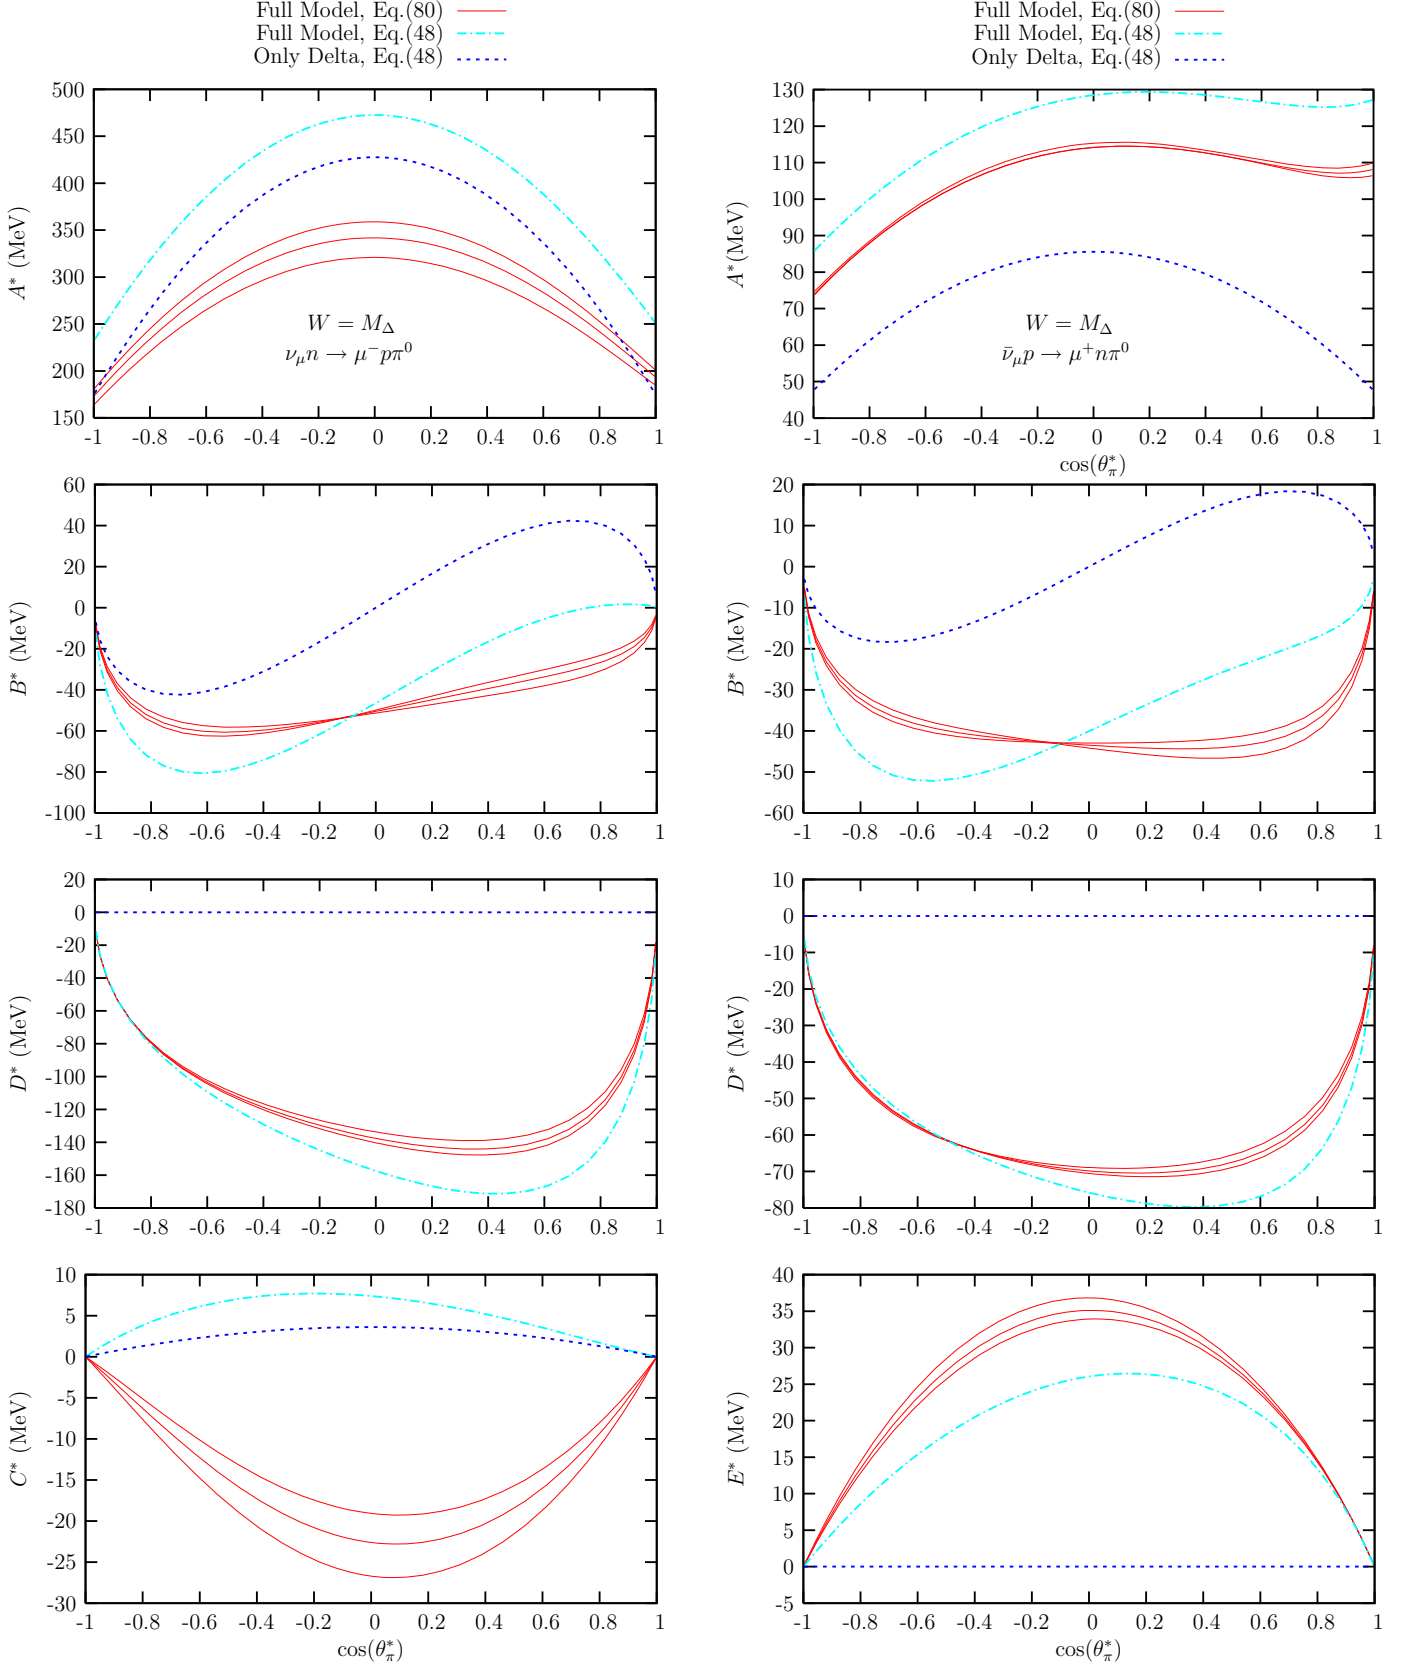 Full Model, Eq.(80)
Full Model, Eq.(48)
Only Delta, Eq.(48)
Full Model, Eq.(80)
Full Model, Eq.(48)
Only Delta, Eq.(48)
500
450
400
350
300
250
200
150
A* (MeV)
W = M_Δ
ν_μ n → μ⁻ p π⁰
-1 -0.8 -0.6 -0.4 -0.2 0 0.2 0.4 0.6 0.8 1
130
120
110
100
90
80
70
60
50
40
A*(MeV)
W = M_Δ
ν̄_μ p → μ⁺ n π⁰
-1 -0.8 -0.6 -0.4 -0.2 0 0.2 0.4 0.6 0.8 1
cos(θ*_π)
60
40
20
0
-20
-40
-60
-80
-100
B* (MeV)
-1 -0.8 -0.6 -0.4 -0.2 0 0.2 0.4 0.6 0.8 1
20
10
0
-10
-20
-30
-40
-50
-60
B* (MeV)
-1 -0.8 -0.6 -0.4 -0.2 0 0.2 0.4 0.6 0.8 1
20
0
-20
-40
-60
-80
-100
-120
-140
-160
-180
D* (MeV)
-1 -0.8 -0.6 -0.4 -0.2 0 0.2 0.4 0.6 0.8 1
10
0
-10
-20
-30
-40
-50
-60
-70
-80
D* (MeV)
-1 -0.8 -0.6 -0.4 -0.2 0 0.2 0.4 0.6 0.8 1
10
5
0
-5
-10
-15
-20
-25
-30
C* (MeV)
-1 -0.8 -0.6 -0.4 -0.2 0 0.2 0.4 0.6 0.8 1
cos(θ*_π)
40
35
30
25
20
15
10
5
0
-5
E* (MeV)
-1 -0.8 -0.6 -0.4 -0.2 0 0.2 0.4 0.6 0.8 1
cos(θ*_π)